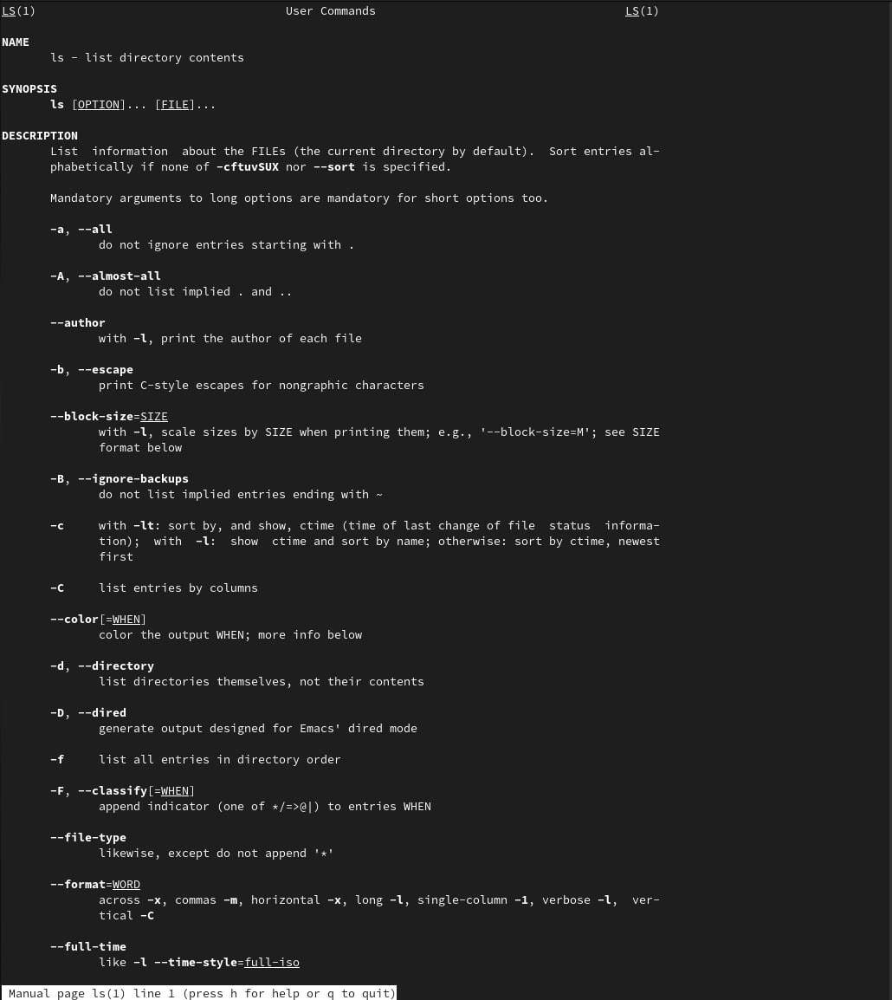 LS(1) User Commands LS(1)
NAME
ls - list directory contents
SYNOPSIS
ls [OPTION]... [FILE]...
DESCRIPTION
List information about the FILEs (the current directory by default). Sort entries al-
phabetically if none of -cftuvSUX nor --sort is specified.
Mandatory arguments to long options are mandatory for short options too.
-a, --all
do not ignore entries starting with .
-A, --almost-all
do not list implied . and ..
--author
with -l, print the author of each file
-b, --escape
print C-style escapes for nongraphic characters
--block-size=SIZE
with -l, scale sizes by SIZE when printing them; e.g., '--block-size=M'; see SIZE
format below
-B, --ignore-backups
do not list implied entries ending with ~
-c with -lt: sort by, and show, ctime (time of last change of file status informa-
tion); with -l: show ctime and sort by name; otherwise: sort by ctime, newest
first
-C list entries by columns
--color[=WHEN]
color the output WHEN; more info below
-d, --directory
list directories themselves, not their contents
-D, --dired
generate output designed for Emacs' dired mode
-f list all entries in directory order
-F, --classify[=WHEN]
append indicator (one of */=>@|) to entries WHEN
--file-type
likewise, except do not append '*'
--format=WORD
across -x, commas -m, horizontal -x, long -l, single-column -1, verbose -l, ver-
tical -C
--full-time
like -l --time-style=full-iso
Manual page ls(1) line 1 (press h for help or q to quit)